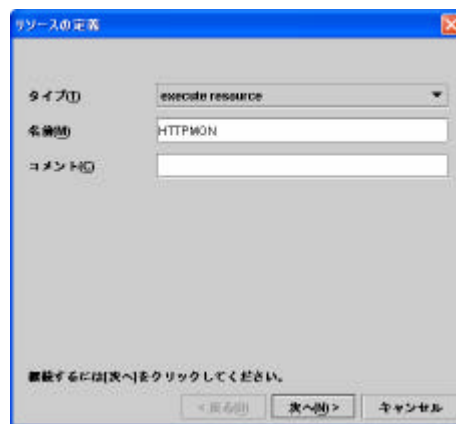 リソースの定義
タイプ(T) execute resource
名前(M) HTTPMON
コメント(C)
継続するには[次へ]をクリックしてください。
< 戻る(B) 次へ(N) > キャンセル